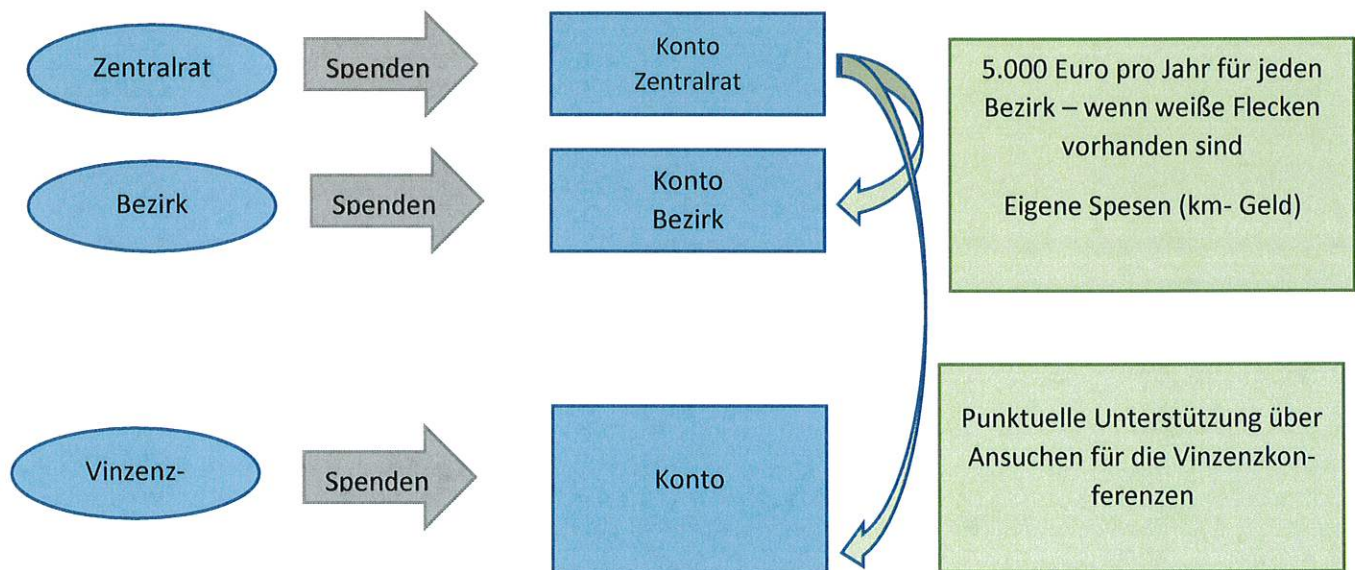 Zentralrat
Spenden
Konto
Zentralrat
5.000 Euro pro Jahr für jeden
Bezirk – wenn weiße Flecken
vorhanden sind
Eigene Spesen (km- Geld)
Bezirk
Spenden
Konto
Bezirk
Vinzenz-
Spenden
Konto
Punktuelle Unterstützung über
Ansuchen für die Vinzenzkon-
ferenzen